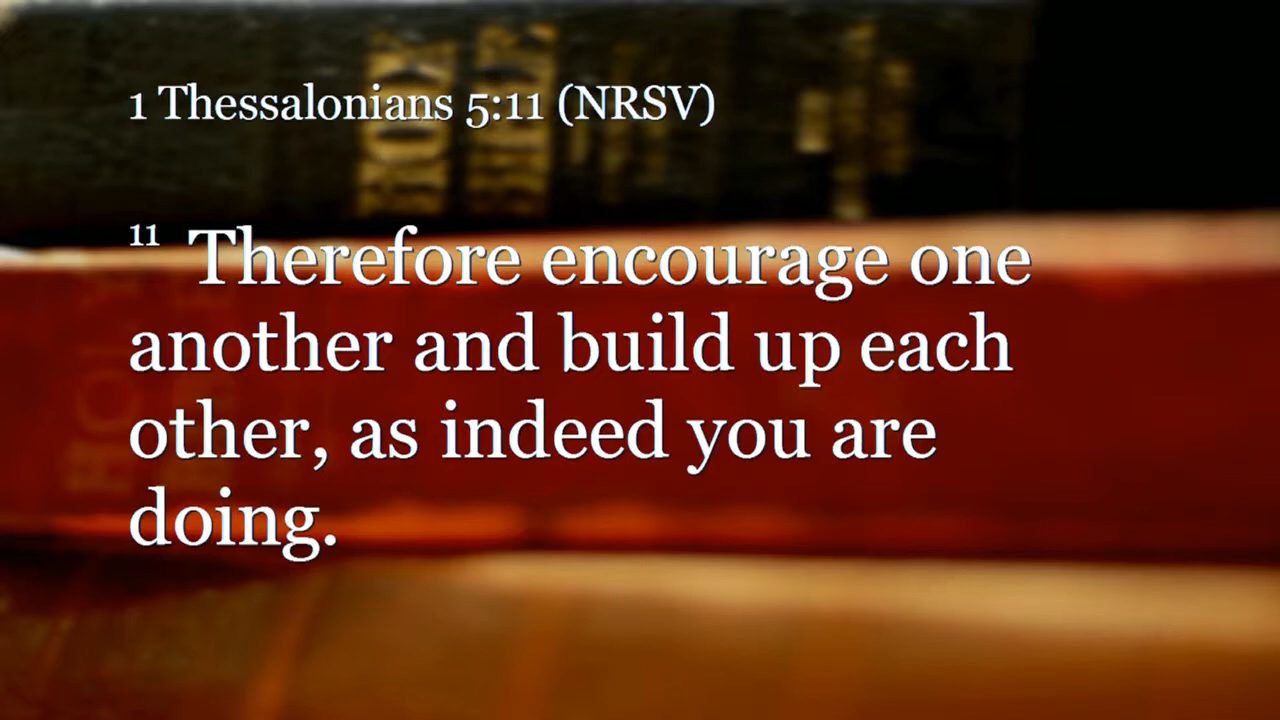 1 Thessalonians 5:11 (NRSV)
11 Therefore encourage one
another and build up each
other, as indeed you are
doing.